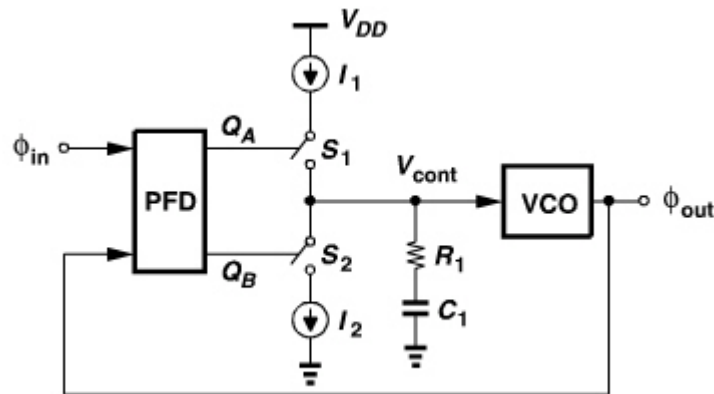 V_DD
I_1
Q_A
S_1
ϕ_in
PFD
V_cont
VCO
ϕ_out
Q_B
S_2
R_1
C_1
I_2